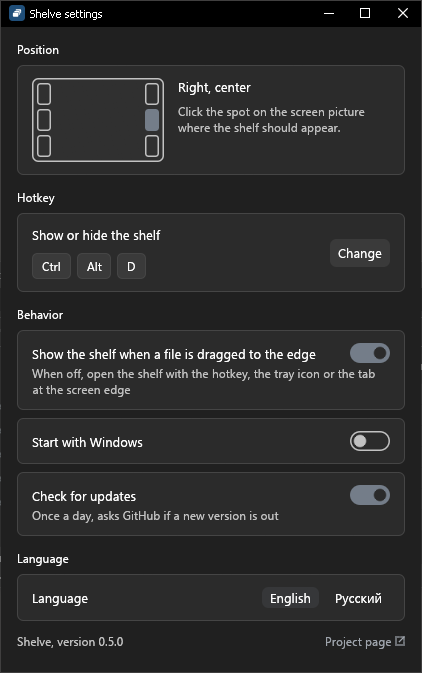 Shelve settings
Position
Right, center
Click the spot on the screen picture
where the shelf should appear.
Hotkey
Show or hide the shelf
Ctrl Alt D
Change
Behavior
Show the shelf when a file is dragged to the edge
When off, open the shelf with the hotkey, the tray icon or the tab
at the screen edge
Start with Windows
Check for updates
Once a day, asks GitHub if a new version is out
Language
Language English Русский
Shelve, version 0.5.0 Project page